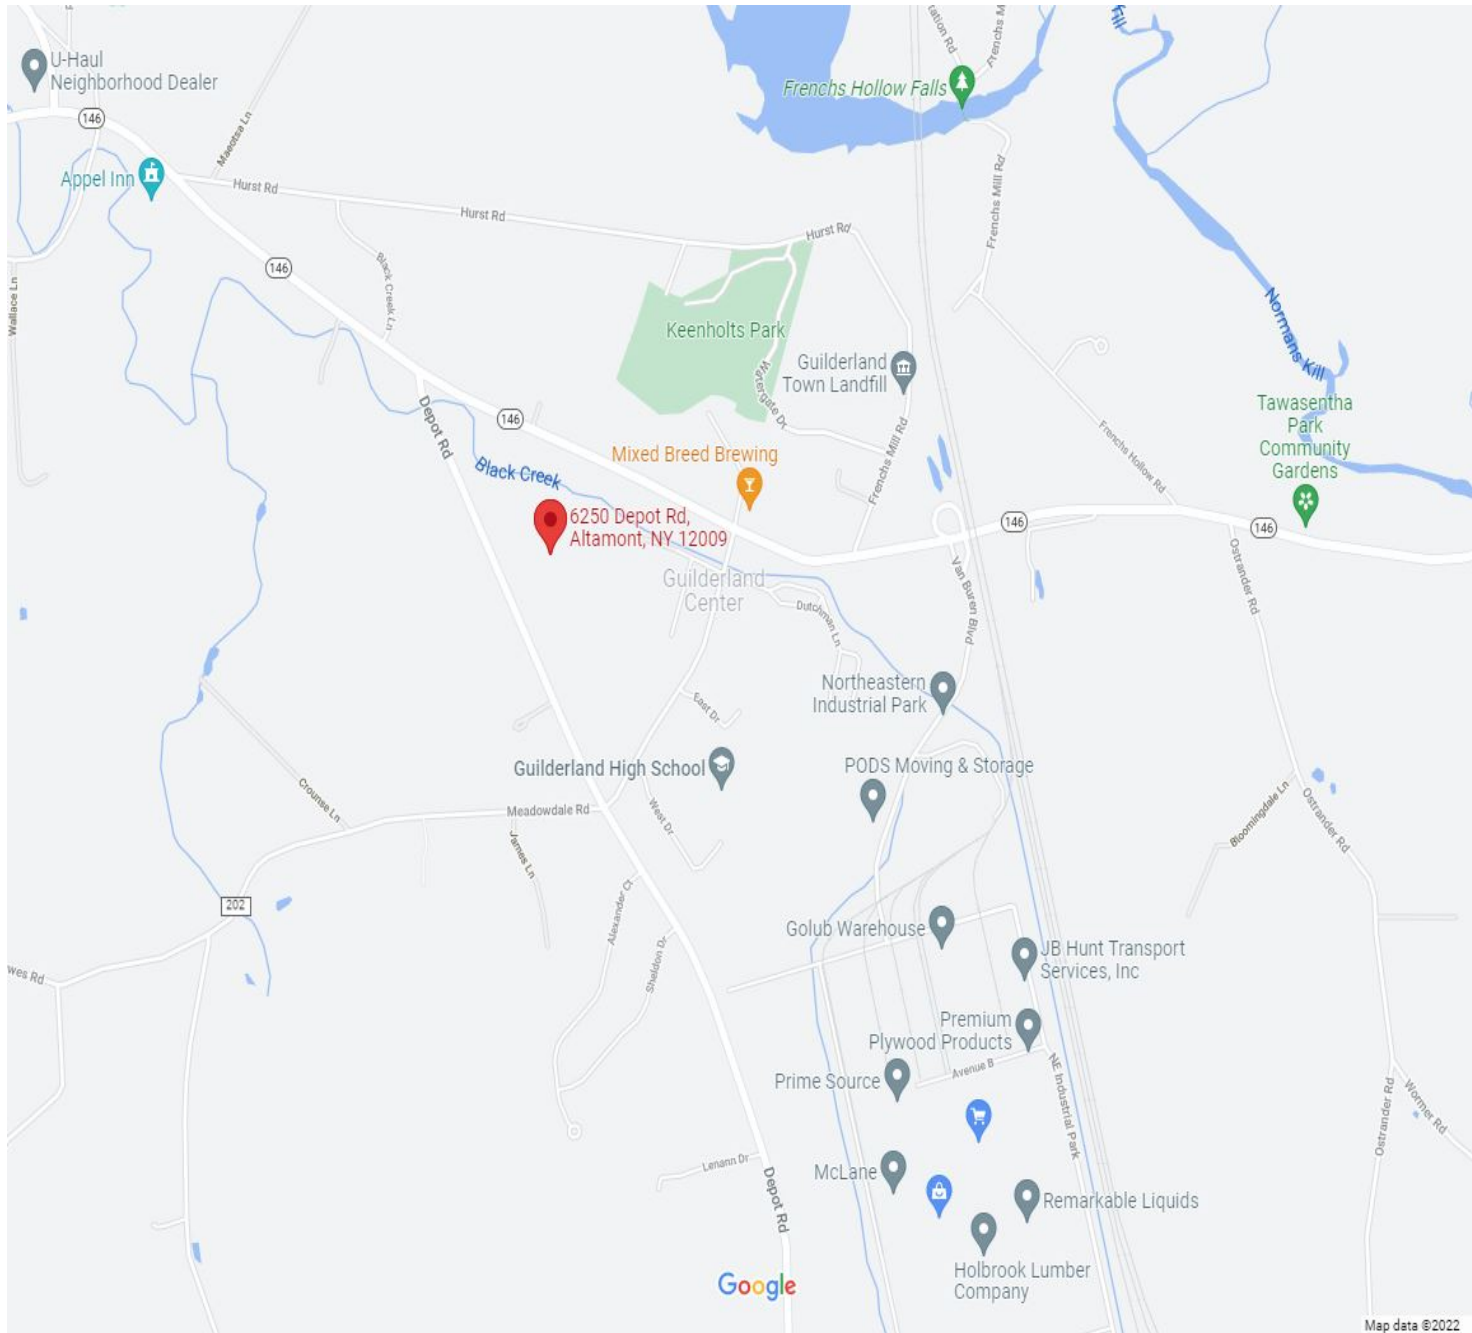 U-Haul
Neighborhood Dealer
146
Maeotsa Ln
Appel Inn
Hurst Rd
Hurst Rd
Hurst Rd
Frenchs Hollow Falls
Frenchs Mill Rd
Wallace Ln
146
Black Creek Ln
Keenholts Park
Watergate Dr
Guilderland
Town Landfill
Normans Kill
Tawasentha
Park
Community
Gardens
Depot Rd
146
Black Creek
Mixed Breed Brewing
Frenchs Mill Rd
Frenchs Hollow Rd
6250 Depot Rd,
Altamont, NY 12009
146
146
Guilderland
Center
Van Buren Blvd
Ostrander Rd
Dutchman Ln
East Dr
Northeastern
Industrial Park
Guilderland High School
PODS Moving & Storage
Crounse Ln
Meadowdale Rd
West Dr
James Ln
Bloomingdale Ln
Ostrander Rd
202
Alexander Ct
Sheldon Dr
Golub Warehouse
JB Hunt Transport
Services, Inc
wes Rd
Premium
Plywood Products
Avenue B
Prime Source
NE Industrial Park
Ostrander Rd
Wormer Rd
Lenann Dr
Depot Rd
McLane
Remarkable Liquids
Holbrook Lumber
Company
Google
Map data ©2022